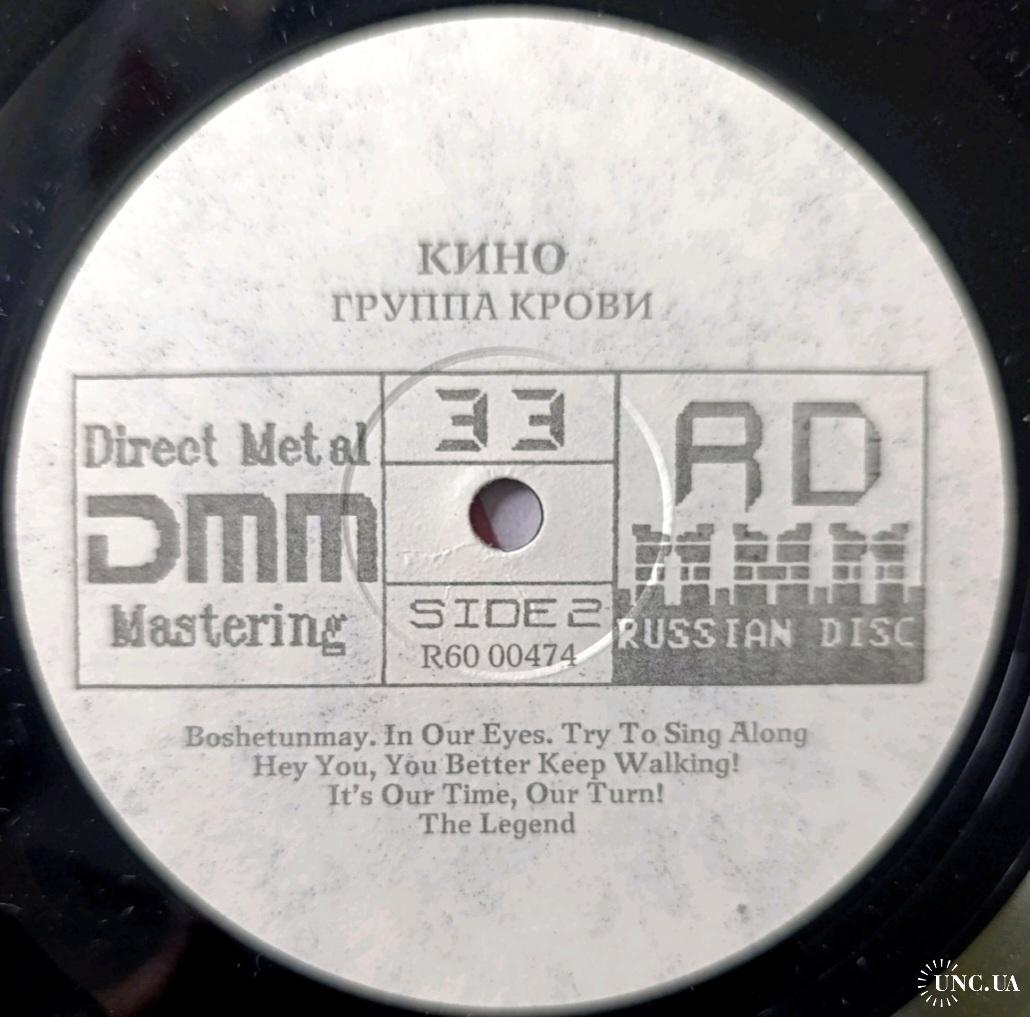 КИНО
ГРУППА КРОВИ
Direct Metal
DMM
Mastering
33
SIDE 2
R60 00474
RD
RUSSIAN DISC
Boshetunmay. In Our Eyes. Try To Sing Along
Hey You, You Better Keep Walking!
It's Our Time, Our Turn!
The Legend
UNC.UA